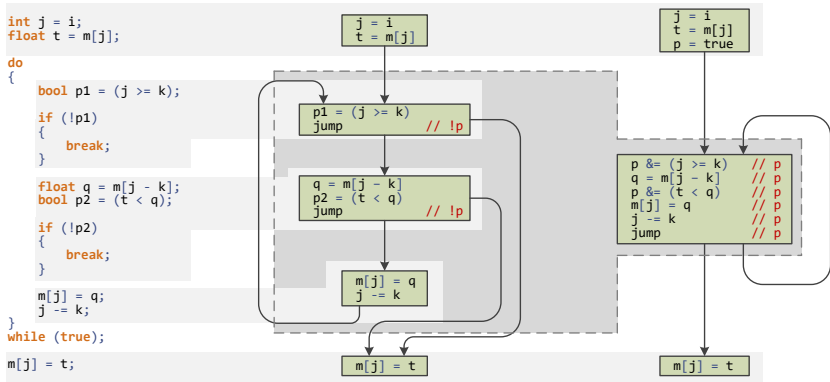 int j = i;
float t = m[j];
do
{
bool p1 = (j >= k);
if (!p1)
{
break;
}
float q = m[j - k];
bool p2 = (t < q);
if (!p2)
{
break;
}
m[j] = q;
j -= k;
}
while (true);
m[j] = t;
j = i
t = m[j]
p1 = (j >= k)
jump // !p
q = m[j - k]
p2 = (t < q)
jump // !p
m[j] = q
j -= k
m[j] = t
j = i
t = m[j]
p = true
p &= (j >= k) // p
q = m[j - k] // p
p &= (t < q) // p
m[j] = q // p
j -= k // p
jump // p
m[j] = t